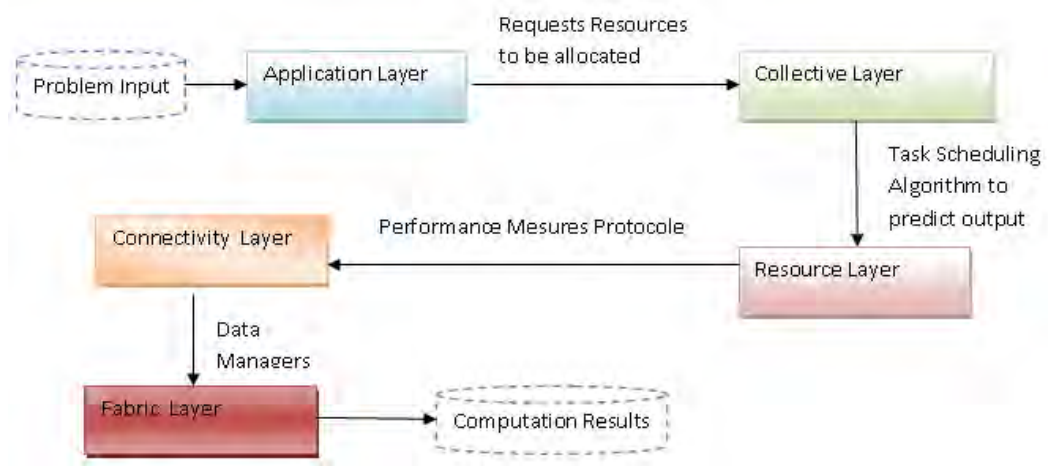 Requests Resources
to be allocated
Problem Input
Application Layer
Collective Layer
Task Scheduling
Algorithm to
predict output
Performance Mesures Protocole
Connectivity Layer
Resource Layer
Data
Managers
Fabric Layer
Computation Results